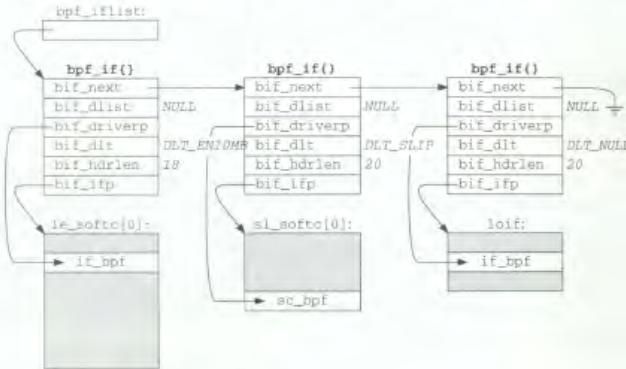 bpf_iflist:
bpf_if{} bpf_if{} bpf_if{}
bif_next bif_next bif_next
bif_dlist NULL bif_dlist NULL bif_dlist NULL
bif_driverp bif_driverp bif_driverp
bif_dlt DLT_EN10MB bif_dlt DLT_SLIP bif_dlt DLT_NULL
bif_hdrlen 18 bif_hdrlen 20 bif_hdrlen 20
bif_ifp bif_ifp bif_ifp
le_softc[0]: sl_softc[0]: loif:
if_bpf if_bpf
sc_bpf